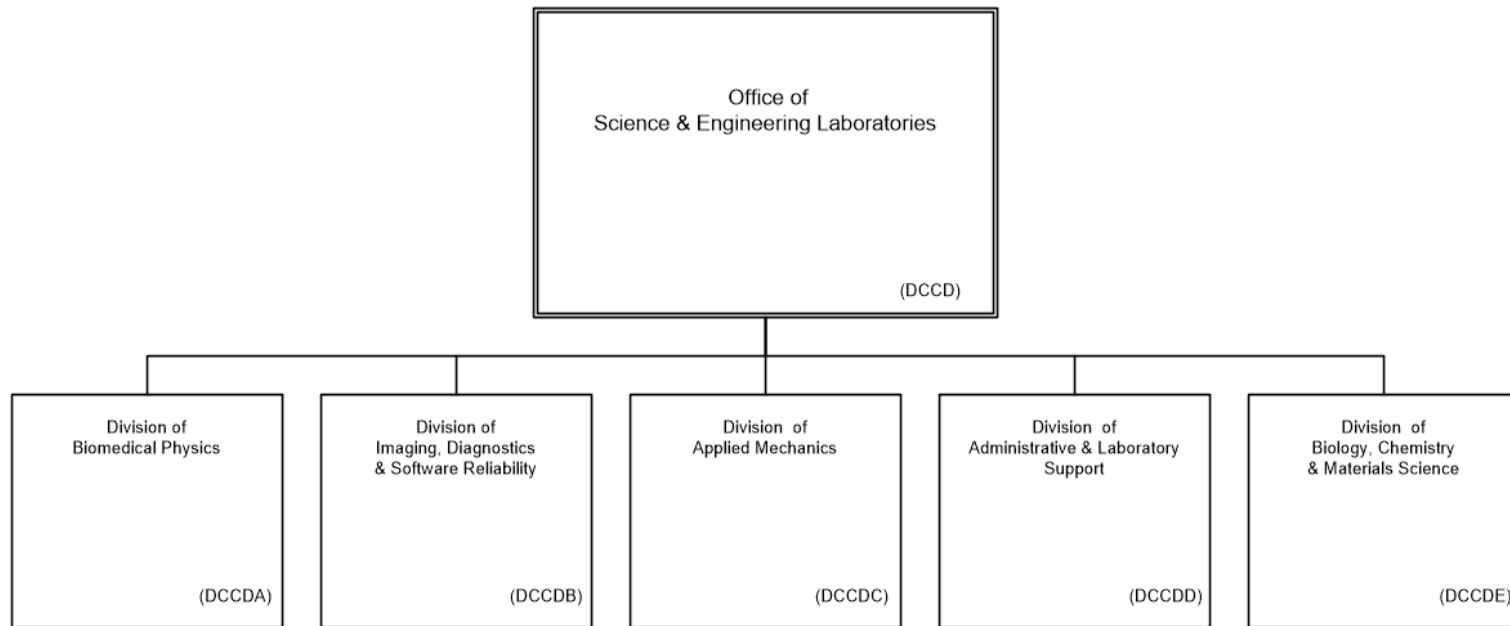 Office of
Science & Engineering Laboratories
(DCCD)
Division of
Biomedical Physics
(DCCDA)
Division of
Imaging, Diagnostics
& Software Reliability
(DCCDB)
Division of
Applied Mechanics
(DCCDC)
Division of
Administrative & Laboratory
Support
(DCCDD)
Division of
Biology, Chemistry
& Materials Science
(DCCDE)